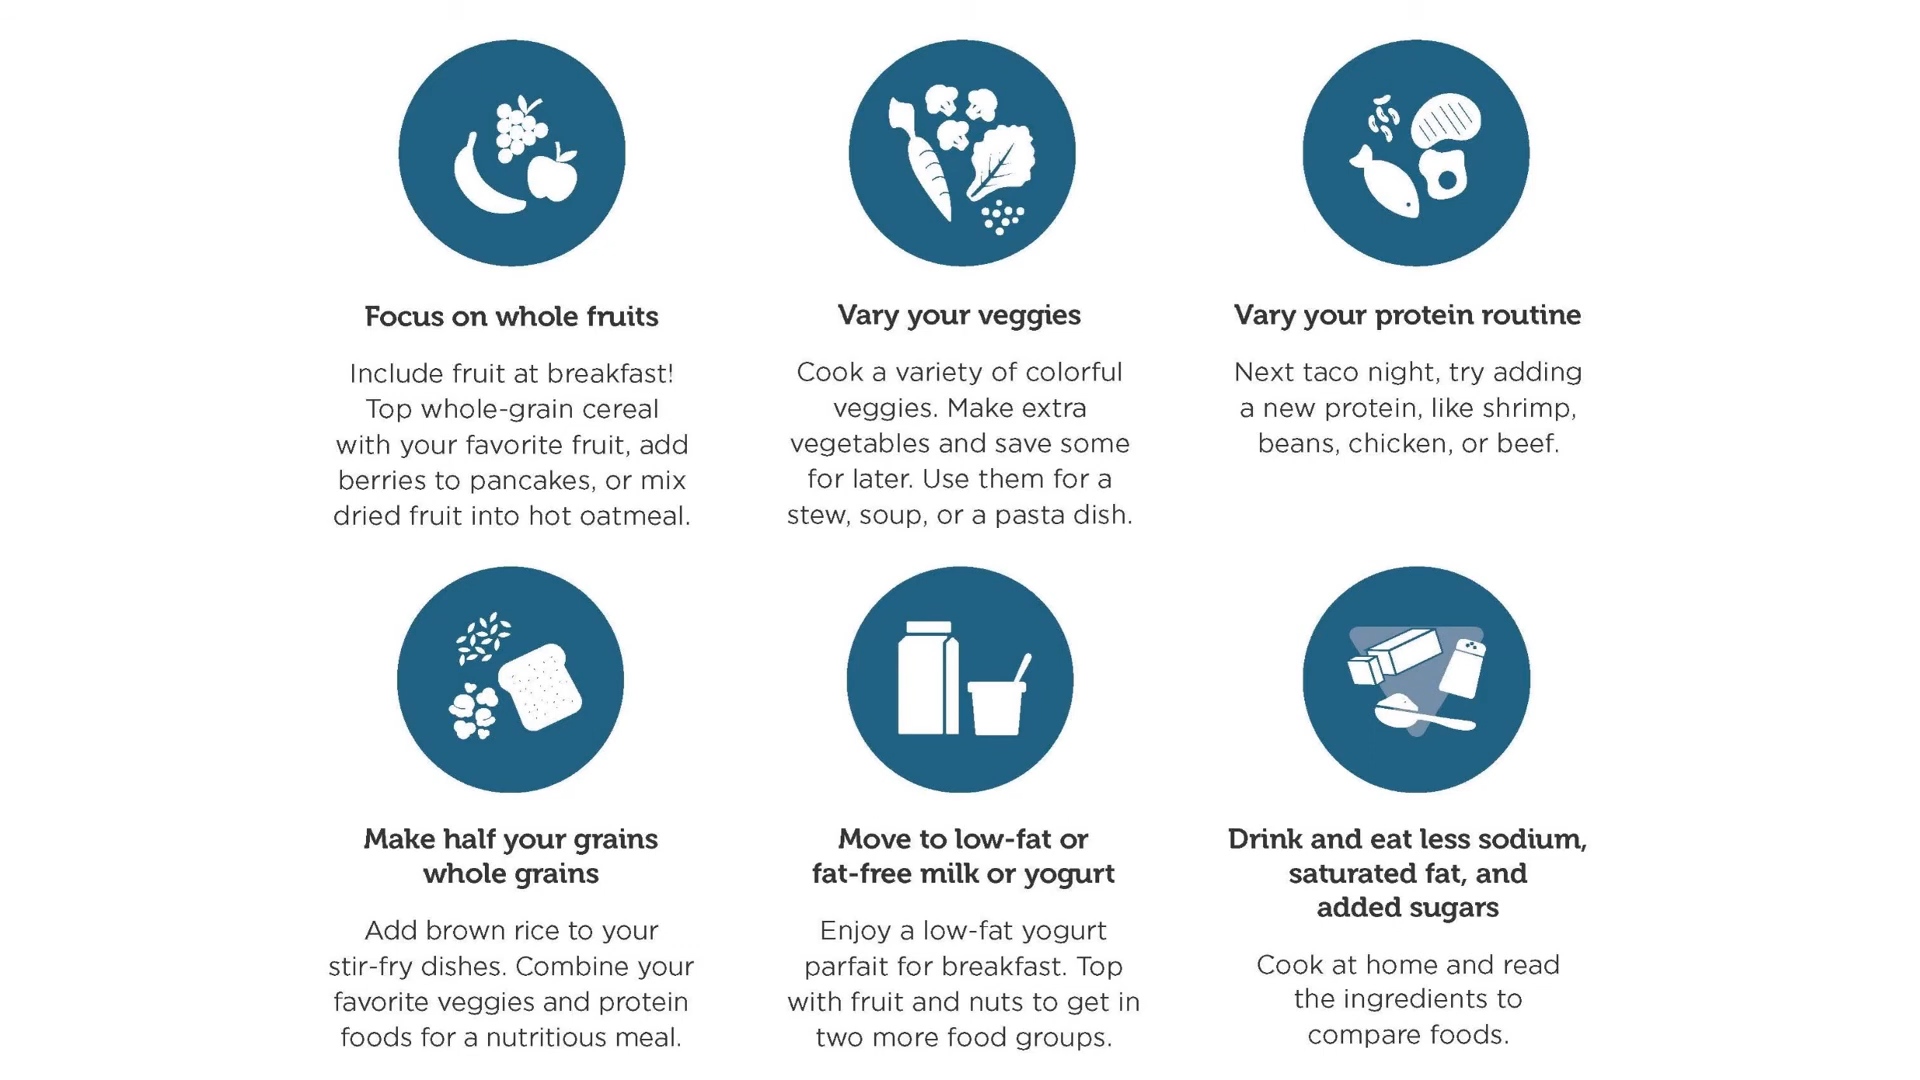 Focus on whole fruits
Include fruit at breakfast!
Top whole-grain cereal
with your favorite fruit, add
berries to pancakes, or mix
dried fruit into hot oatmeal.
Vary your veggies
Cook a variety of colorful
veggies. Make extra
vegetables and save some
for later. Use them for a
stew, soup, or a pasta dish.
Vary your protein routine
Next taco night, try adding
a new protein, like shrimp,
beans, chicken, or beef.
Make half your grains
whole grains
Add brown rice to your
stir-fry dishes. Combine your
favorite veggies and protein
foods for a nutritious meal.
Move to low-fat or
fat-free milk or yogurt
Enjoy a low-fat yogurt
parfait for breakfast. Top
with fruit and nuts to get in
two more food groups.
Drink and eat less sodium,
saturated fat, and
added sugars
Cook at home and read
the ingredients to
compare foods.